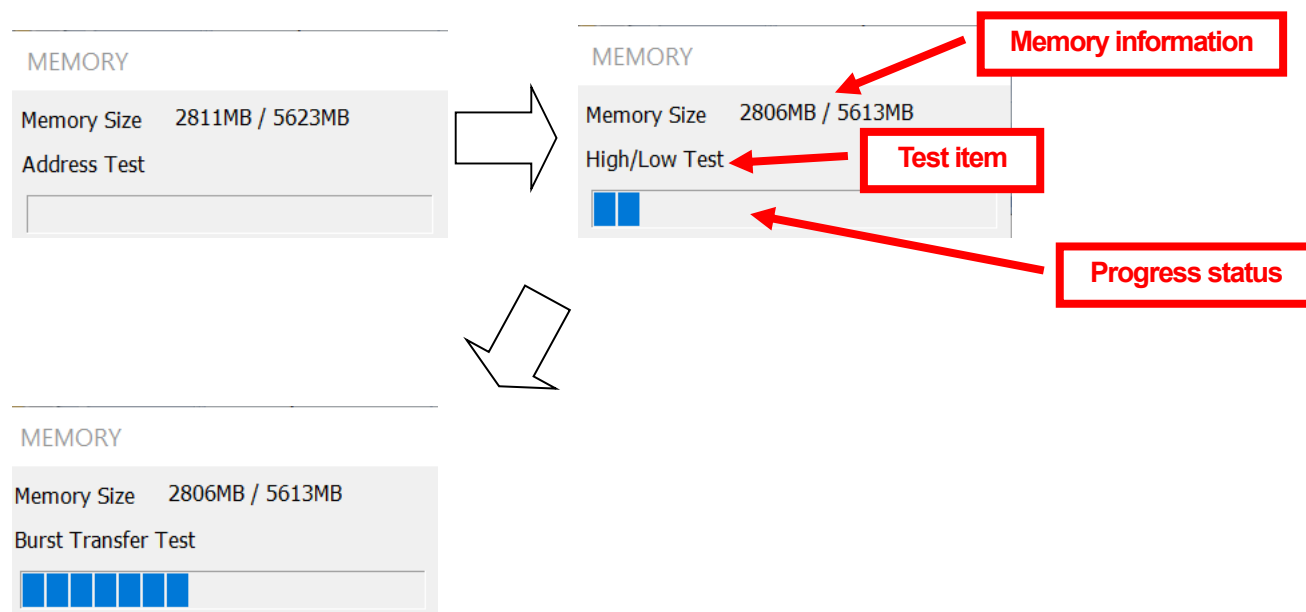 MEMORY
Memory Size 2811MB / 5623MB
Address Test
MEMORY
Memory Size 2806MB / 5613MB
High/Low Test
Memory information
Test item
Progress status
MEMORY
Memory Size 2806MB / 5613MB
Burst Transfer Test